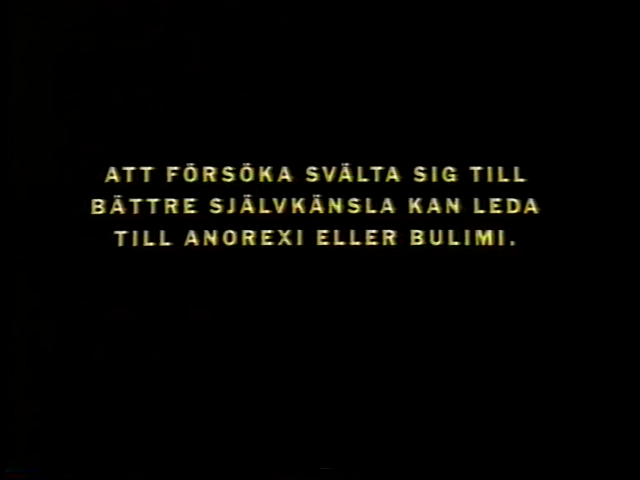 ATT FÖRSÖKA SVÄLTA SIG TILL
BÄTTRE SJÄLVKÄNSLA KAN LEDA
TILL ANOREXI ELLER BULIMI.